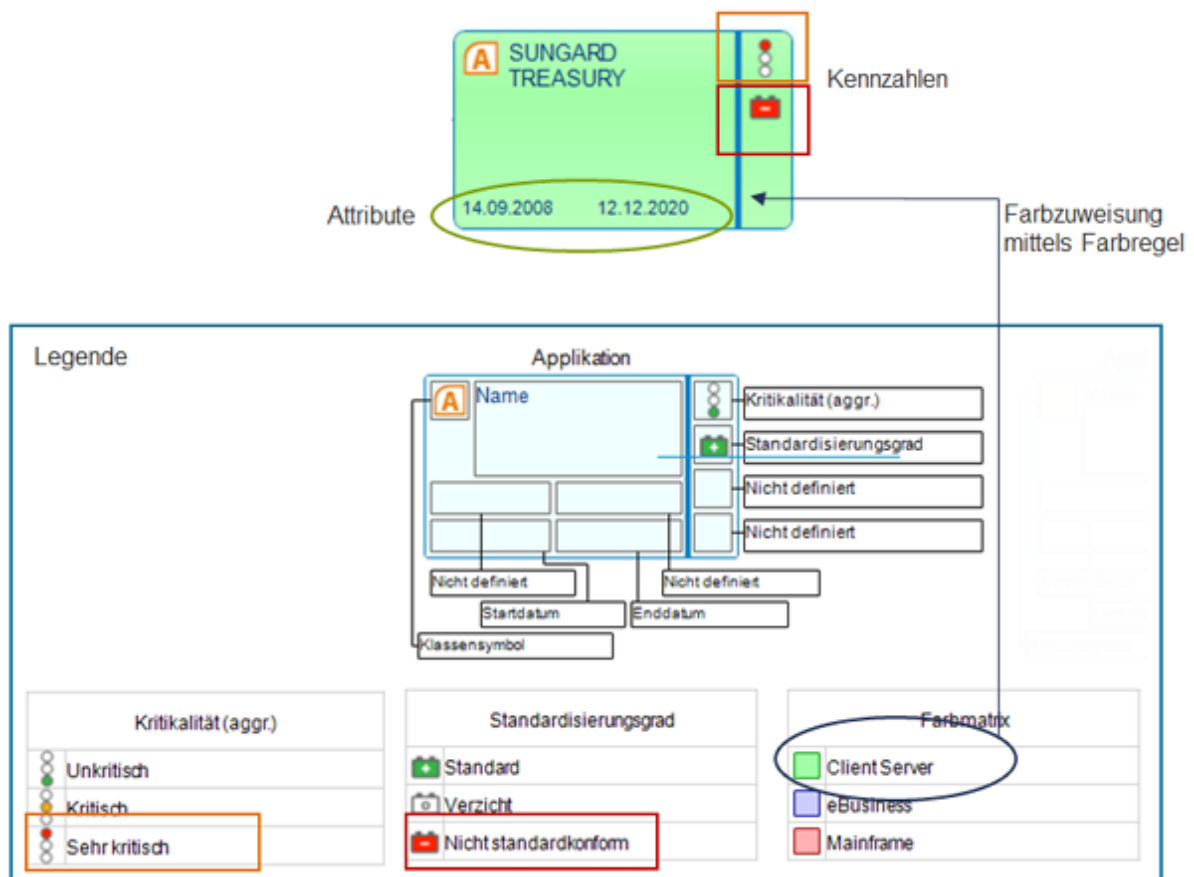 A SUNGARD
TREASURY
Kennzahlen
Attribute
14.09.2008 12.12.2020
Farbzuweisung
mittels Farbregel
Legende
Applikation
A Name
Kritikalität (aggr.)
Standardisierungsgrad
Nicht definiert
Nicht definiert
Nicht definiert
Nicht definiert
Startdatum
Enddatum
Klassensymbol
Kritikalität (aggr.)
Unkritisch
Kritisch
Sehr kritisch
Standardisierungsgrad
Standard
Verzicht
Nicht standardkonform
Farbmatrix
Client Server
eBusiness
Mainframe